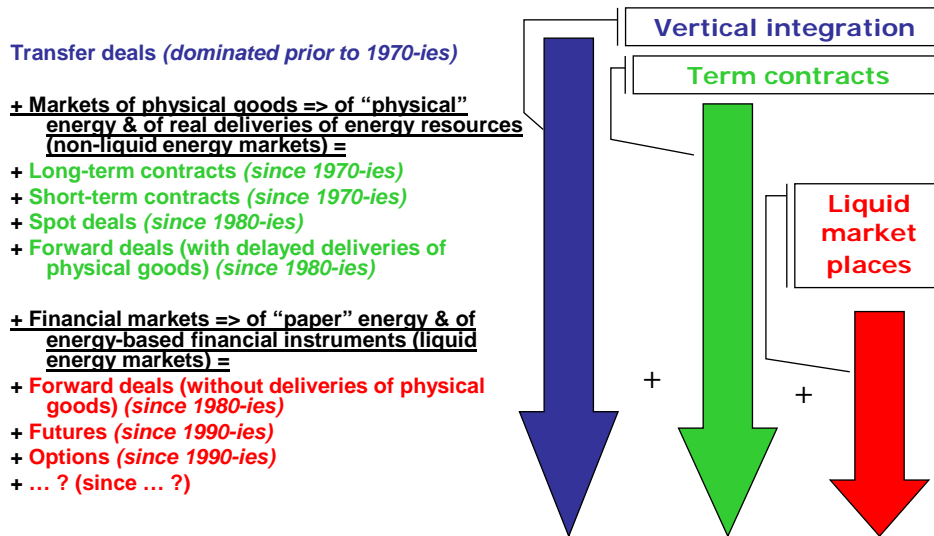 Vertical integration
Transfer deals (dominated prior to 1970-ies)
Term contracts
+ Markets of physical goods => of “physical”
energy & of real deliveries of energy resources
(non-liquid energy markets) =
+ Long-term contracts (since 1970-ies)
+ Short-term contracts (since 1970-ies)
+ Spot deals (since 1980-ies)
+ Forward deals (with delayed deliveries of
physical goods) (since 1980-ies)
Liquid
market
places
+ Financial markets => of “paper” energy & of
energy-based financial instruments (liquid
energy markets) =
+ Forward deals (without deliveries of physical
goods) (since 1980-ies)
+ Futures (since 1990-ies)
+ Options (since 1990-ies)
+ … ? (since … ?)
+
+